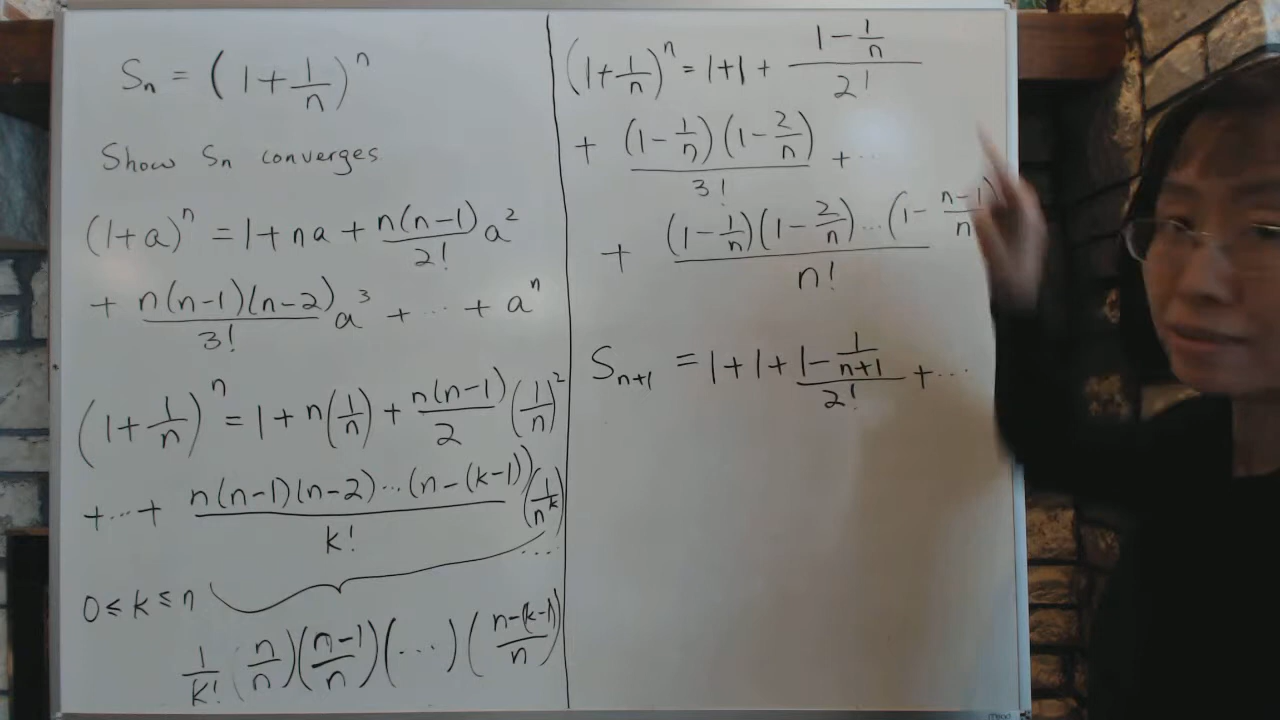 Sn = (1 + 1/n)^n
Show Sn converges
(1+a)^n = 1 + na + n(n-1)/2! a^2
+ n(n-1)(n-2)/3! a^3 + ... + a^n
(1 + 1/n)^n = 1 + n(1/n) + n(n-1)/2 (1/n)^2
+ ... + n(n-1)(n-2)...(n-(k-1))/k! (1/n^k)
...
0 ≤ k ≤ n
1/k! (n/n)((n-1)/n)(...)((n-(k-1))/n)
(1 + 1/n)^n = 1 + 1 + (1 - 1/n)/2!
+ (1 - 1/n)(1 - 2/n)/3! + ...
+ (1 - 1/n)(1 - 2/n)...(1 - (n-1)/n)/n!
S_{n+1} = 1 + 1 + (1 - 1/(n+1))/2! + ...